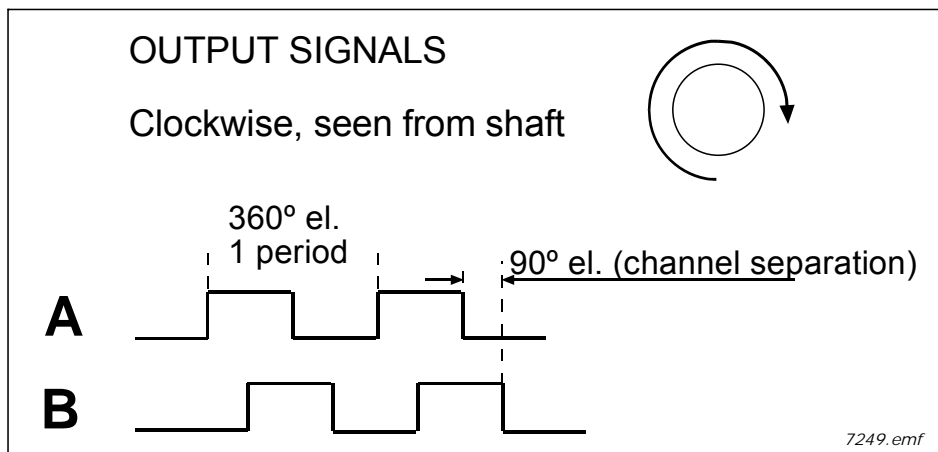 OUTPUT SIGNALS
Clockwise, seen from shaft
360º el.
1 period
90º el. (channel separation)
A
B
7249.emf